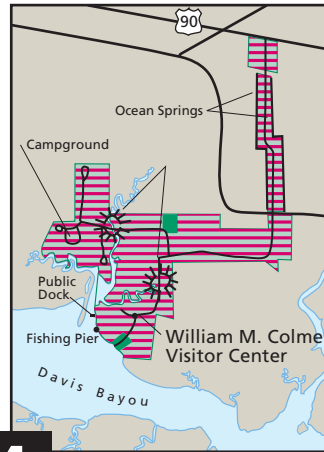 90
Ocean Springs
Campground
Public
Dock
Fishing Pier
William M. Colme
Visitor Center
Davis Bayou